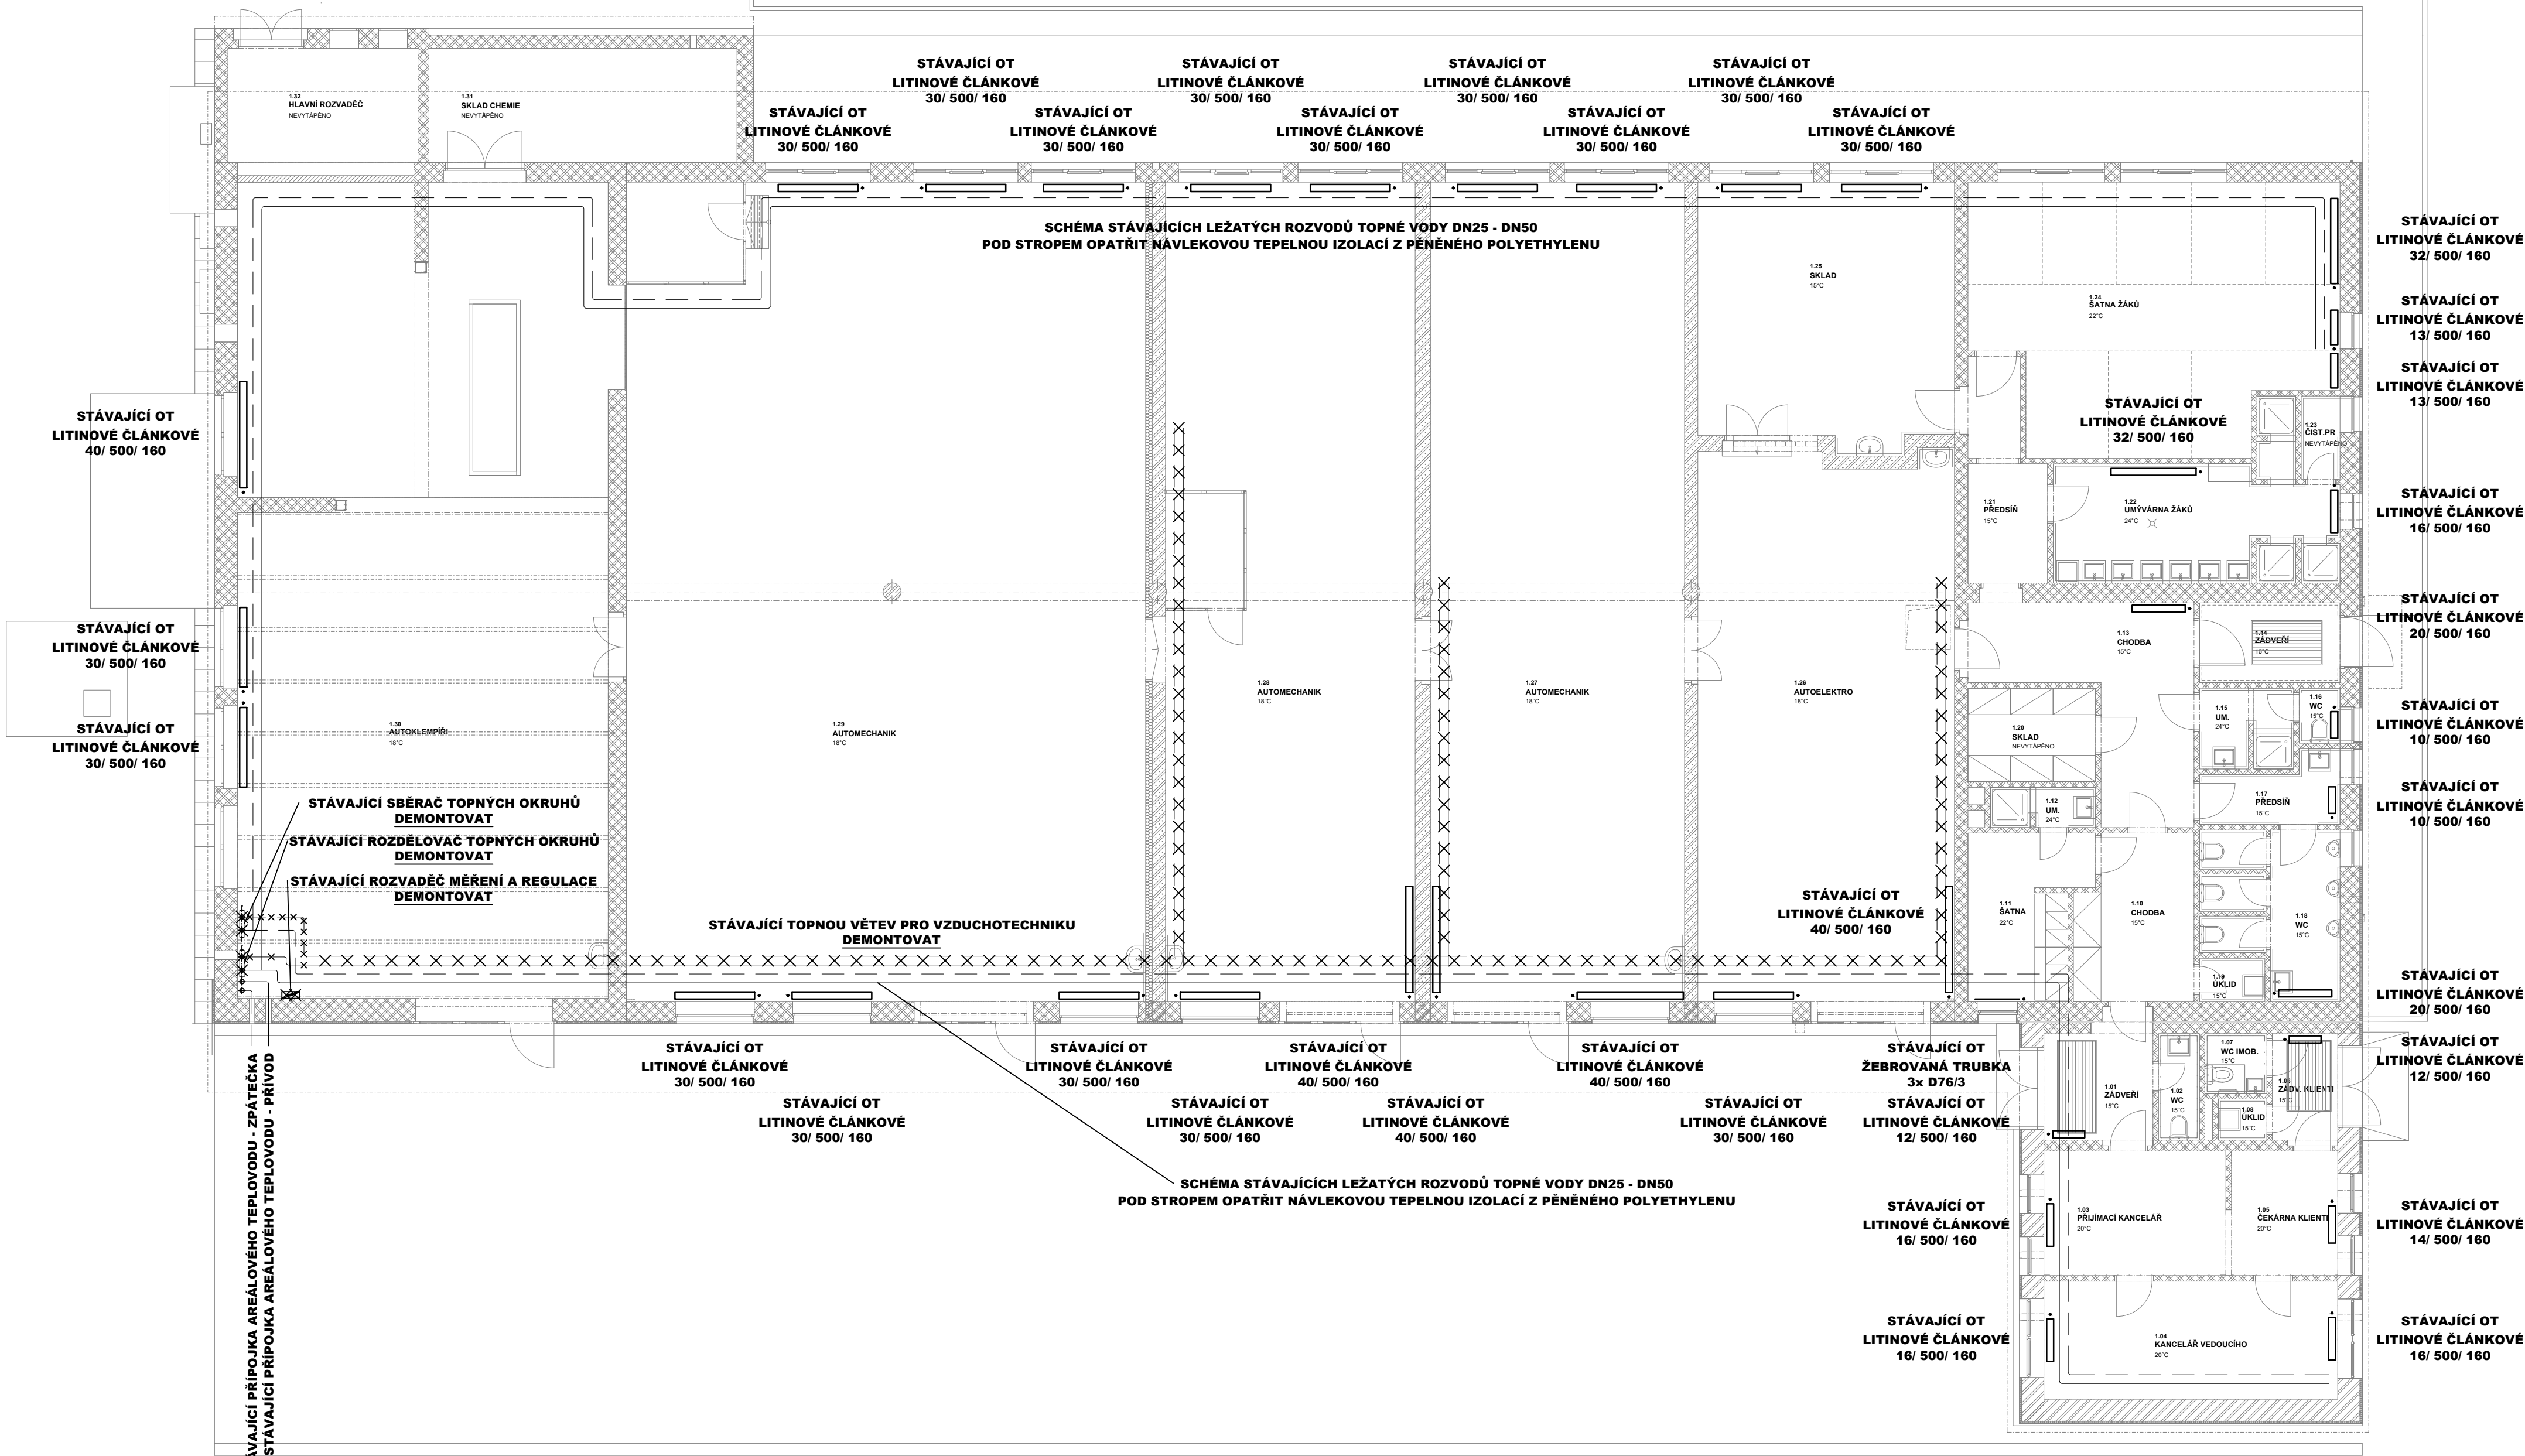 STÁVAJÍCÍ OT
LITINOVÉ ČLÁNKOVÉ
30/ 500/ 160
STÁVAJÍCÍ OT
LITINOVÉ ČLÁNKOVÉ
30/ 500/ 160
STÁVAJÍCÍ OT
LITINOVÉ ČLÁNKOVÉ
30/ 500/ 160
STÁVAJÍCÍ OT
LITINOVÉ ČLÁNKOVÉ
30/ 500/ 160
STÁVAJÍCÍ OT
LITINOVÉ ČLÁNKOVÉ
30/ 500/ 160
STÁVAJÍCÍ OT
LITINOVÉ ČLÁNKOVÉ
30/ 500/ 160
STÁVAJÍCÍ OT
LITINOVÉ ČLÁNKOVÉ
30/ 500/ 160
STÁVAJÍCÍ OT
LITINOVÉ ČLÁNKOVÉ
30/ 500/ 160
STÁVAJÍCÍ OT
LITINOVÉ ČLÁNKOVÉ
30/ 500/ 160
1.32
HLAVNÍ ROZVADĚČ
NEVYTÁPĚNO
1.31
SKLAD CHEMIE
NEVYTÁPĚNO
SCHÉMA STÁVAJÍCÍCH LEŽATÝCH ROZVODŮ TOPNÉ VODY DN25 - DN50
POD STROPEM OPATŘIT NÁVLEKOVOU TEPELNOU IZOLACÍ Z PĚNĚNÉHO POLYETHYLENU
STÁVAJÍCÍ OT
LITINOVÉ ČLÁNKOVÉ
32/ 500/ 160
1.25
SKLAD
15°C
1.24
ŠATNA ŽÁKŮ
22°C
STÁVAJÍCÍ OT
LITINOVÉ ČLÁNKOVÉ
13/ 500/ 160
STÁVAJÍCÍ OT
LITINOVÉ ČLÁNKOVÉ
13/ 500/ 160
STÁVAJÍCÍ OT
LITINOVÉ ČLÁNKOVÉ
40/ 500/ 160
STÁVAJÍCÍ OT
LITINOVÉ ČLÁNKOVÉ
32/ 500/ 160
1.23
ČIST.PR
NEVYTÁPĚNO
1.21
PŘEDSÍŇ
15°C
1.22
UMÝVÁRNA ŽÁKŮ
24°C
STÁVAJÍCÍ OT
LITINOVÉ ČLÁNKOVÉ
16/ 500/ 160
STÁVAJÍCÍ OT
LITINOVÉ ČLÁNKOVÉ
20/ 500/ 160
STÁVAJÍCÍ OT
LITINOVÉ ČLÁNKOVÉ
30/ 500/ 160
1.13
CHODBA
15°C
1.14
ZÁDVEŘÍ
15°C
1.28
AUTOMECHANIK
18°C
1.27
AUTOMECHANIK
18°C
1.26
AUTOELEKTRO
18°C
1.15
UM.
24°C
1.16
WC
15°C
STÁVAJÍCÍ OT
LITINOVÉ ČLÁNKOVÉ
10/ 500/ 160
STÁVAJÍCÍ OT
LITINOVÉ ČLÁNKOVÉ
30/ 500/ 160
1.30
AUTOKLEMPÍŘI
18°C
1.29
AUTOMECHANIK
18°C
1.20
SKLAD
NEVYTÁPĚNO
1.12
UM.
24°C
1.17
PŘEDSÍŇ
15°C
STÁVAJÍCÍ OT
LITINOVÉ ČLÁNKOVÉ
10/ 500/ 160
STÁVAJÍCÍ SBĚRAČ TOPNÝCH OKRUHŮ
DEMONTOVAT
STÁVAJÍCÍ ROZDĚLOVAČ TOPNÝCH OKRUHŮ
DEMONTOVAT
STÁVAJÍCÍ ROZVADĚČ MĚŘENÍ A REGULACE
DEMONTOVAT
STÁVAJÍCÍ TOPNOU VĚTEV PRO VZDUCHOTECHNIKU
DEMONTOVAT
STÁVAJÍCÍ OT
LITINOVÉ ČLÁNKOVÉ
40/ 500/ 160
1.11
ŠATNA
22°C
1.10
CHODBA
15°C
1.18
WC
15°C
1.19
ÚKLID
15°C
STÁVAJÍCÍ OT
LITINOVÉ ČLÁNKOVÉ
20/ 500/ 160
STÁVAJÍCÍ OT
LITINOVÉ ČLÁNKOVÉ
30/ 500/ 160
STÁVAJÍCÍ OT
LITINOVÉ ČLÁNKOVÉ
30/ 500/ 160
STÁVAJÍCÍ OT
LITINOVÉ ČLÁNKOVÉ
40/ 500/ 160
STÁVAJÍCÍ OT
LITINOVÉ ČLÁNKOVÉ
40/ 500/ 160
STÁVAJÍCÍ OT
ŽEBROVANÁ TRUBKA
3x D76/3
1.07
WC IMOB.
15°C
STÁVAJÍCÍ OT
LITINOVÉ ČLÁNKOVÉ
12/ 500/ 160
1.01
ZÁDVEŘÍ
15°C
1.02
WC
15°C
1.06
ZÁDV. KLIENTI
15°C
1.08
ÚKLID
15°C
STÁVAJÍCÍ OT
LITINOVÉ ČLÁNKOVÉ
30/ 500/ 160
STÁVAJÍCÍ OT
LITINOVÉ ČLÁNKOVÉ
30/ 500/ 160
STÁVAJÍCÍ OT
LITINOVÉ ČLÁNKOVÉ
40/ 500/ 160
STÁVAJÍCÍ OT
LITINOVÉ ČLÁNKOVÉ
30/ 500/ 160
STÁVAJÍCÍ OT
LITINOVÉ ČLÁNKOVÉ
12/ 500/ 160
SCHÉMA STÁVAJÍCÍCH LEŽATÝCH ROZVODŮ TOPNÉ VODY DN25 - DN50
POD STROPEM OPATŘIT NÁVLEKOVOU TEPELNOU IZOLACÍ Z PĚNĚNÉHO POLYETHYLENU
STÁVAJÍCÍ OT
LITINOVÉ ČLÁNKOVÉ
16/ 500/ 160
1.03
PŘIJÍMACÍ KANCELÁŘ
20°C
1.05
ČEKÁRNA KLIENTI
20°C
STÁVAJÍCÍ OT
LITINOVÉ ČLÁNKOVÉ
14/ 500/ 160
STÁVAJÍCÍ OT
LITINOVÉ ČLÁNKOVÉ
16/ 500/ 160
1.04
KANCELÁŘ VEDOUCÍHO
20°C
STÁVAJÍCÍ OT
LITINOVÉ ČLÁNKOVÉ
16/ 500/ 160
ÁVAJÍCÍ PŘÍPOJKA AREÁLOVÉHO TEPLOVODU - ZPÁTEČKA
STÁVAJÍCÍ PŘÍPOJKA AREÁLOVÉHO TEPLOVODU - PŘÍVOD